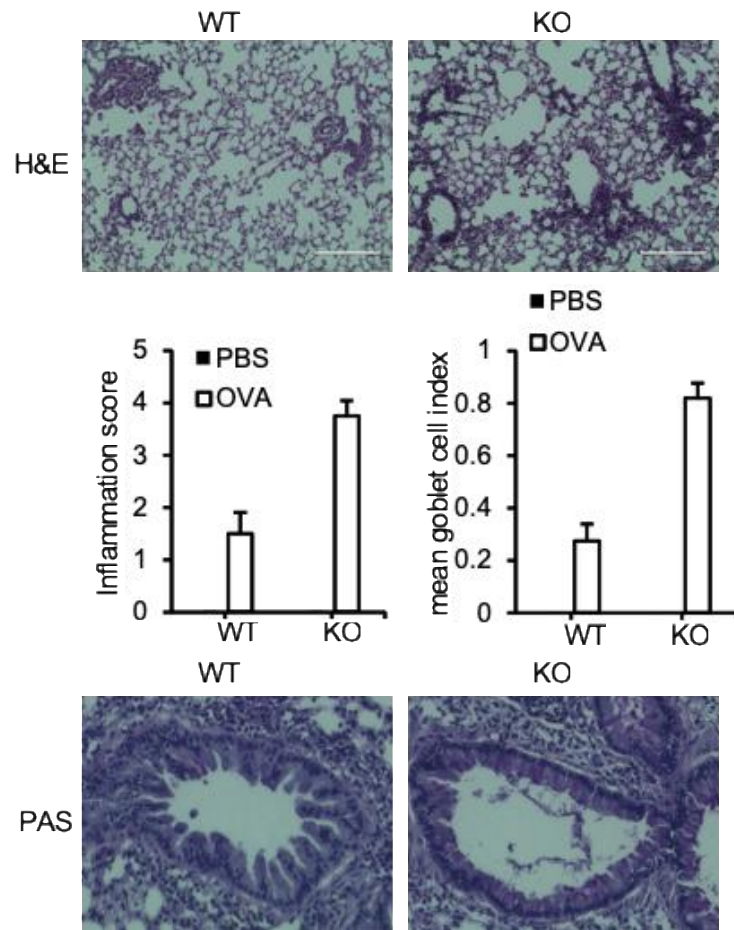 WT KO
H&E
PBS
OVA
Inflammation score
5
4
3
2
1
0
WT KO
PBS
OVA
mean goblet cell index
1
0.8
0.6
0.4
0.2
0
WT KO
WT KO
PAS